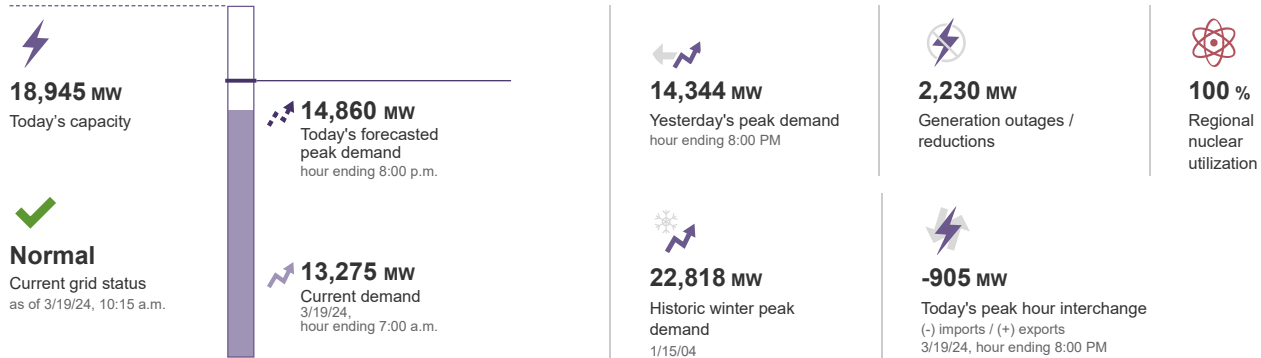 18,945 MW
Today's capacity
Normal
Current grid status
as of 3/19/24, 10:15 a.m.
14,860 MW
Today's forecasted
peak demand
hour ending 8:00 p.m.
13,275 MW
Current demand
3/19/24,
hour ending 7:00 a.m.
14,344 MW
Yesterday's peak demand
hour ending 8:00 PM
2,230 MW
Generation outages /
reductions
100 %
Regional
nuclear
utilization
22,818 MW
Historic winter peak
demand
1/15/04
-905 MW
Today's peak hour interchange
(-) imports / (+) exports
3/19/24, hour ending 8:00 PM